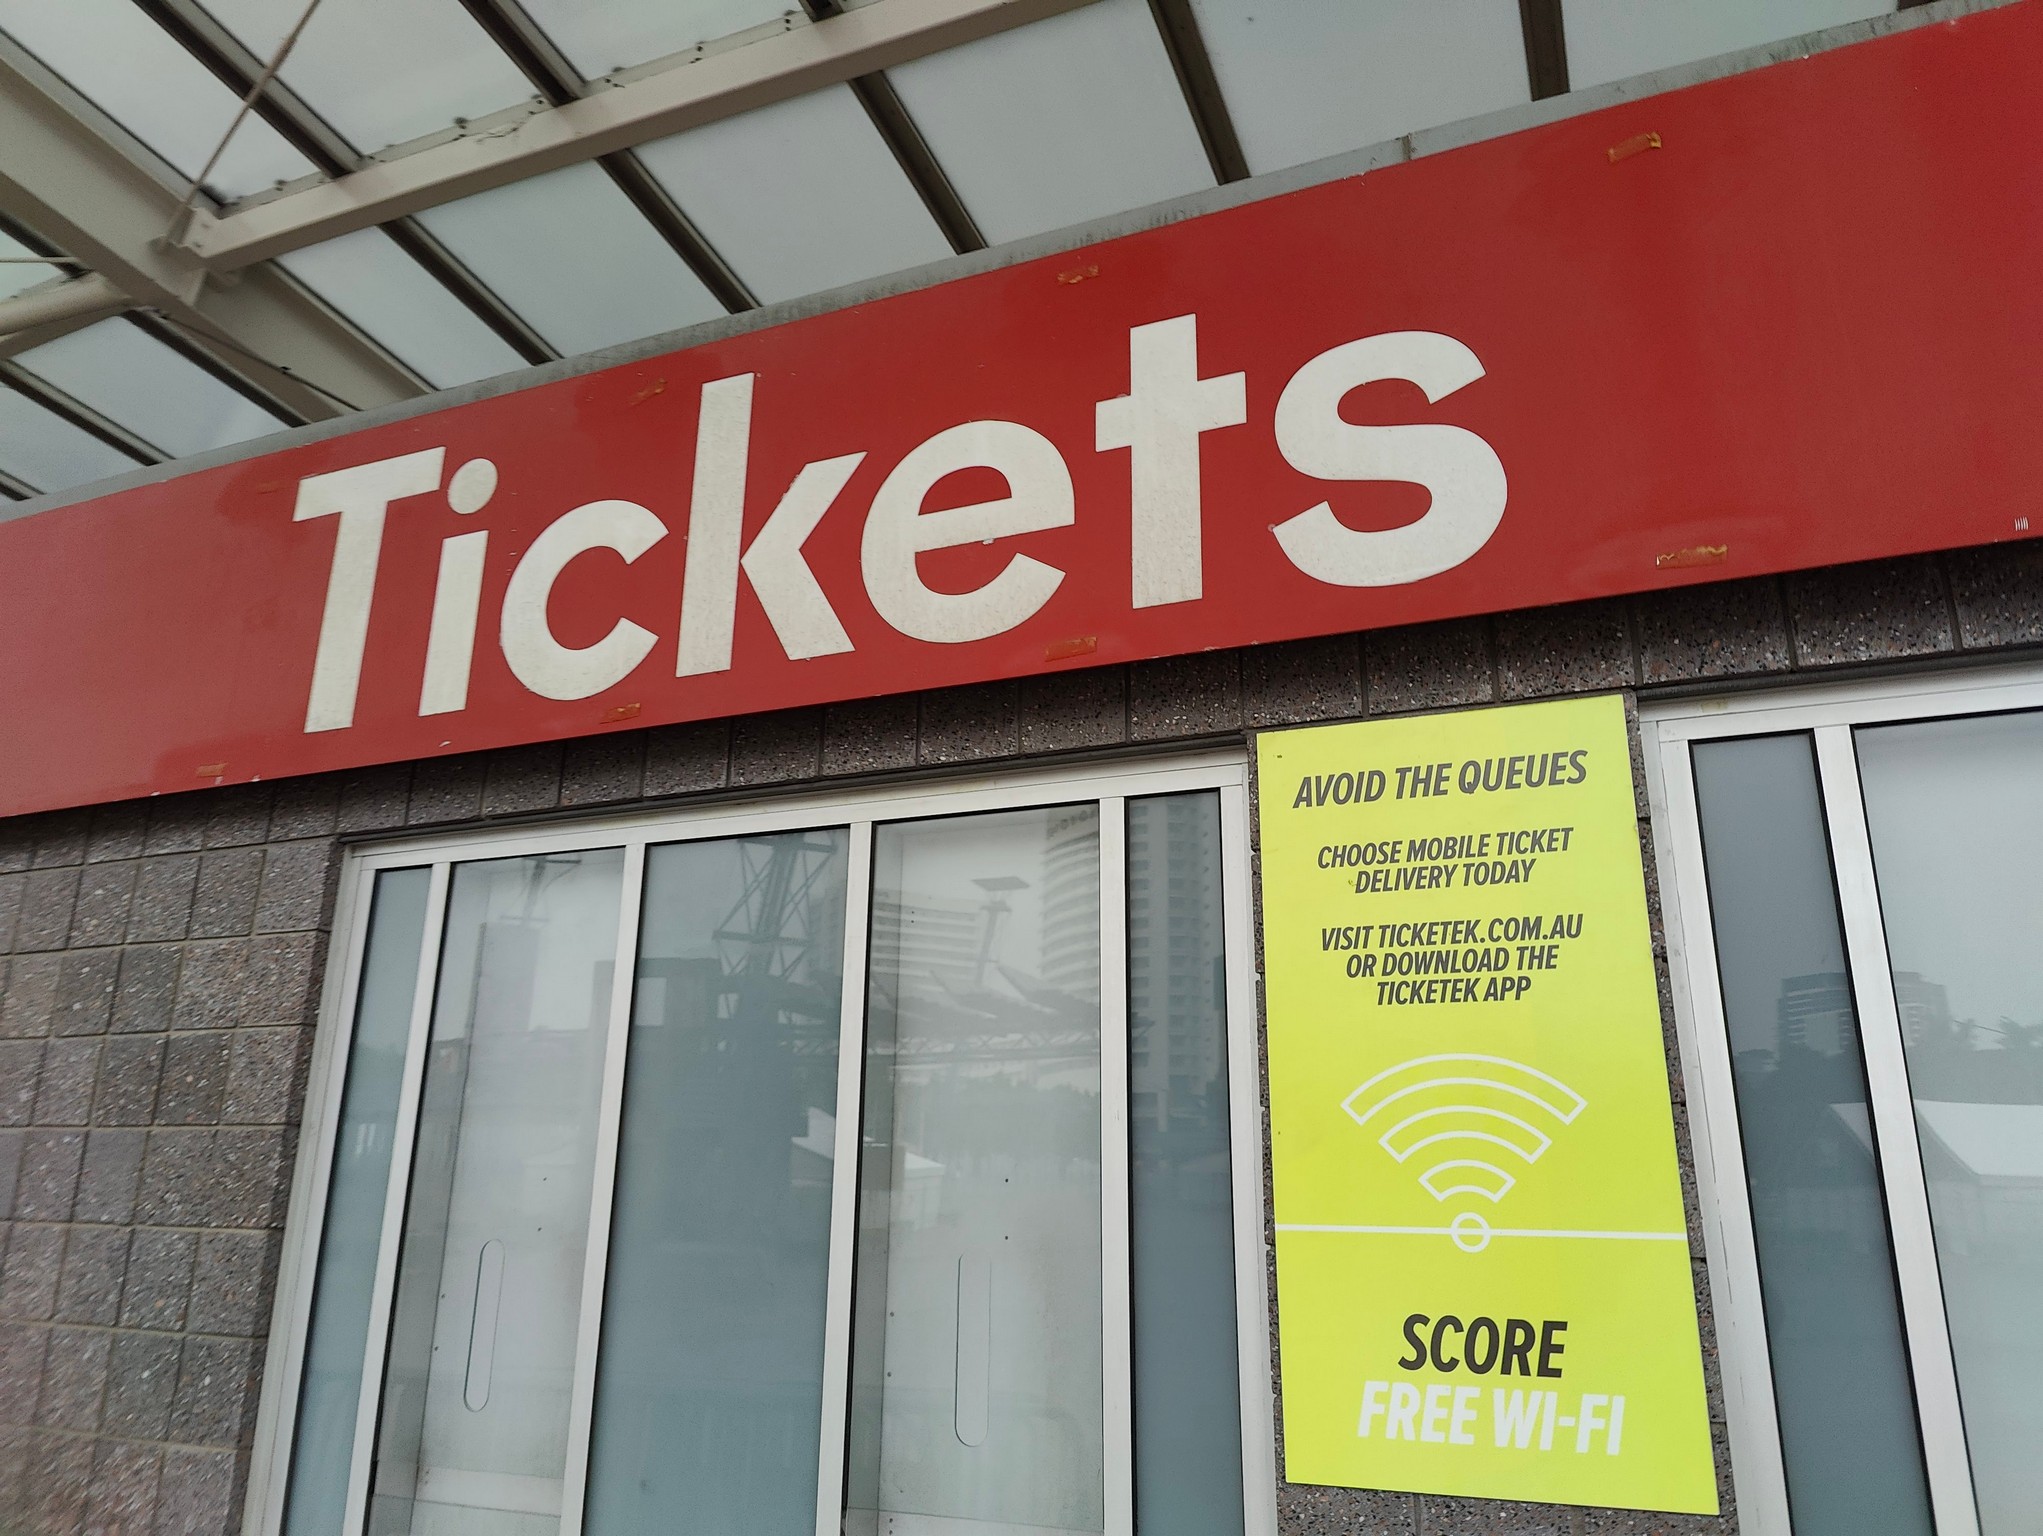 Tickets
AVOID THE QUEUES
CHOOSE MOBILE TICKET
DELIVERY TODAY
VISIT TICKETEK.COM.AU
OR DOWNLOAD THE
TICKETEK APP
SCORE
FREE WI-FI